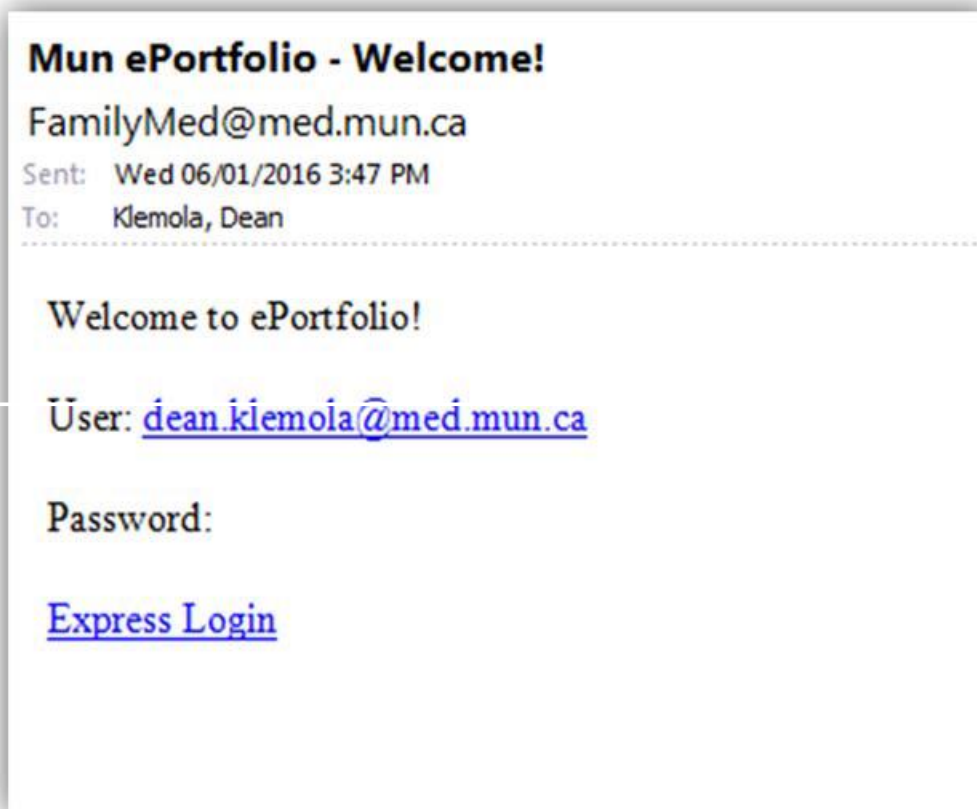 Mun ePortfolio - Welcome!
FamilyMed@med.mun.ca
Sent: Wed 06/01/2016 3:47 PM
To: Klemola, Dean
Welcome to ePortfolio!
User: dean.klemola@med.mun.ca
Password:
Express Login